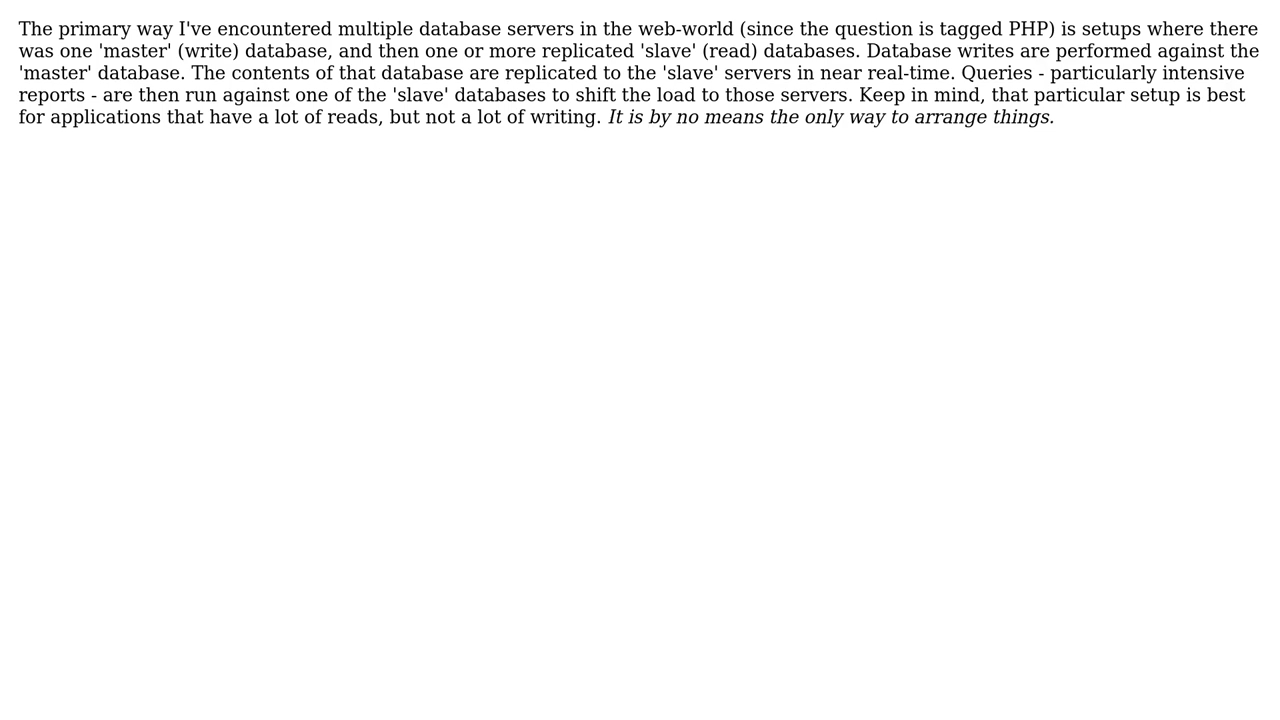 The primary way I've encountered multiple database servers in the web-world (since the question is tagged PHP) is setups where there
was one 'master' (write) database, and then one or more replicated 'slave' (read) databases. Database writes are performed against the
'master' database. The contents of that database are replicated to the 'slave' servers in near real-time. Queries - particularly intensive
reports - are then run against one of the 'slave' databases to shift the load to those servers. Keep in mind, that particular setup is best
for applications that have a lot of reads, but not a lot of writing. It is by no means the only way to arrange things.